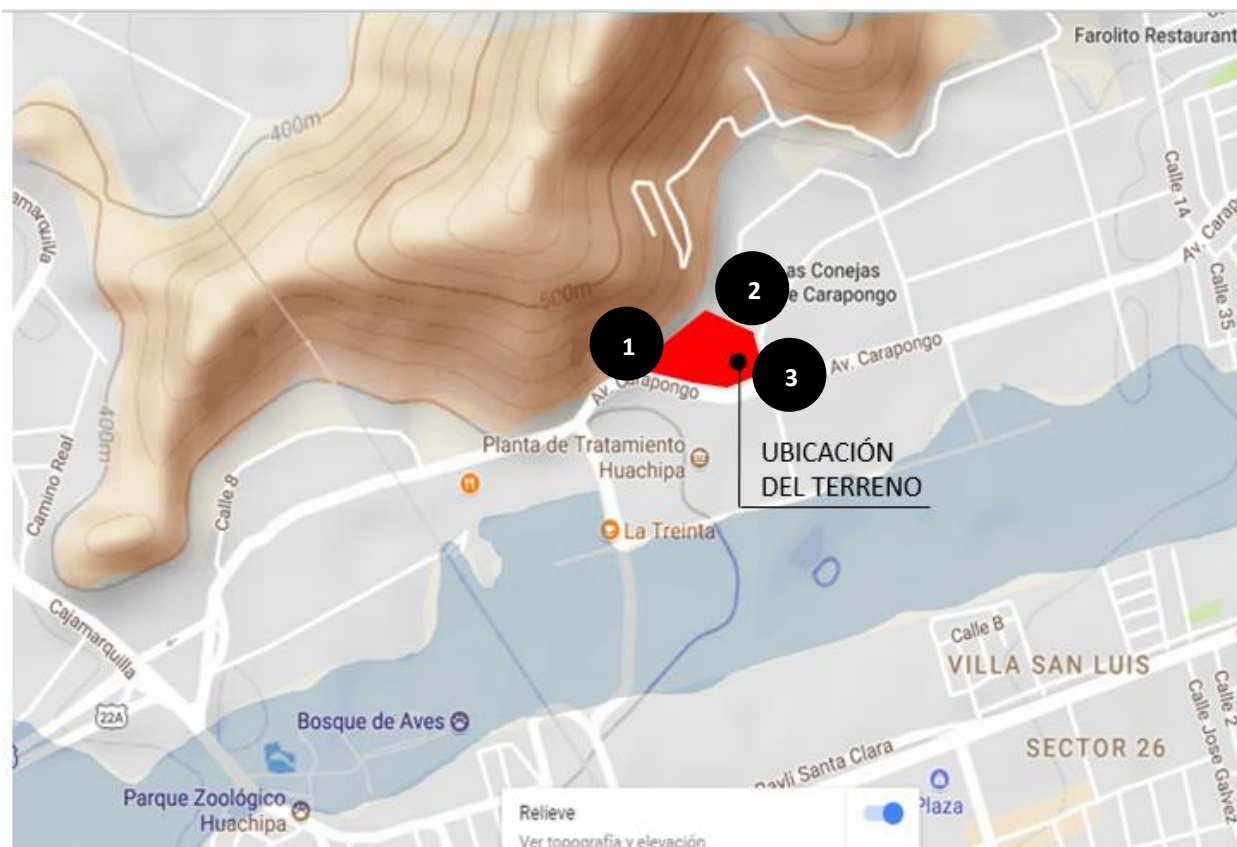 Farolito Restaurant
400m
Calle 14
amarquilla
Av. Carap
as Conejas
e Carapongo
Calle 35
2
500m
1
3
Av. Carapongo
Av. Carapongo
400m
Planta de Tratamiento
Huachipa
UBICACIÓN
DEL TERRENO
Camino Real
Calle 8
La Treinta
Cajamarquilla
Calle B
VILLA SAN LUIS
Calle 2
Calle Jose Galvez
22A
Bosque de Aves
SECTOR 26
Santa Clara
Parque Zoológico
Huachipa
Plaza
Relieve
Ver topografía y elevación